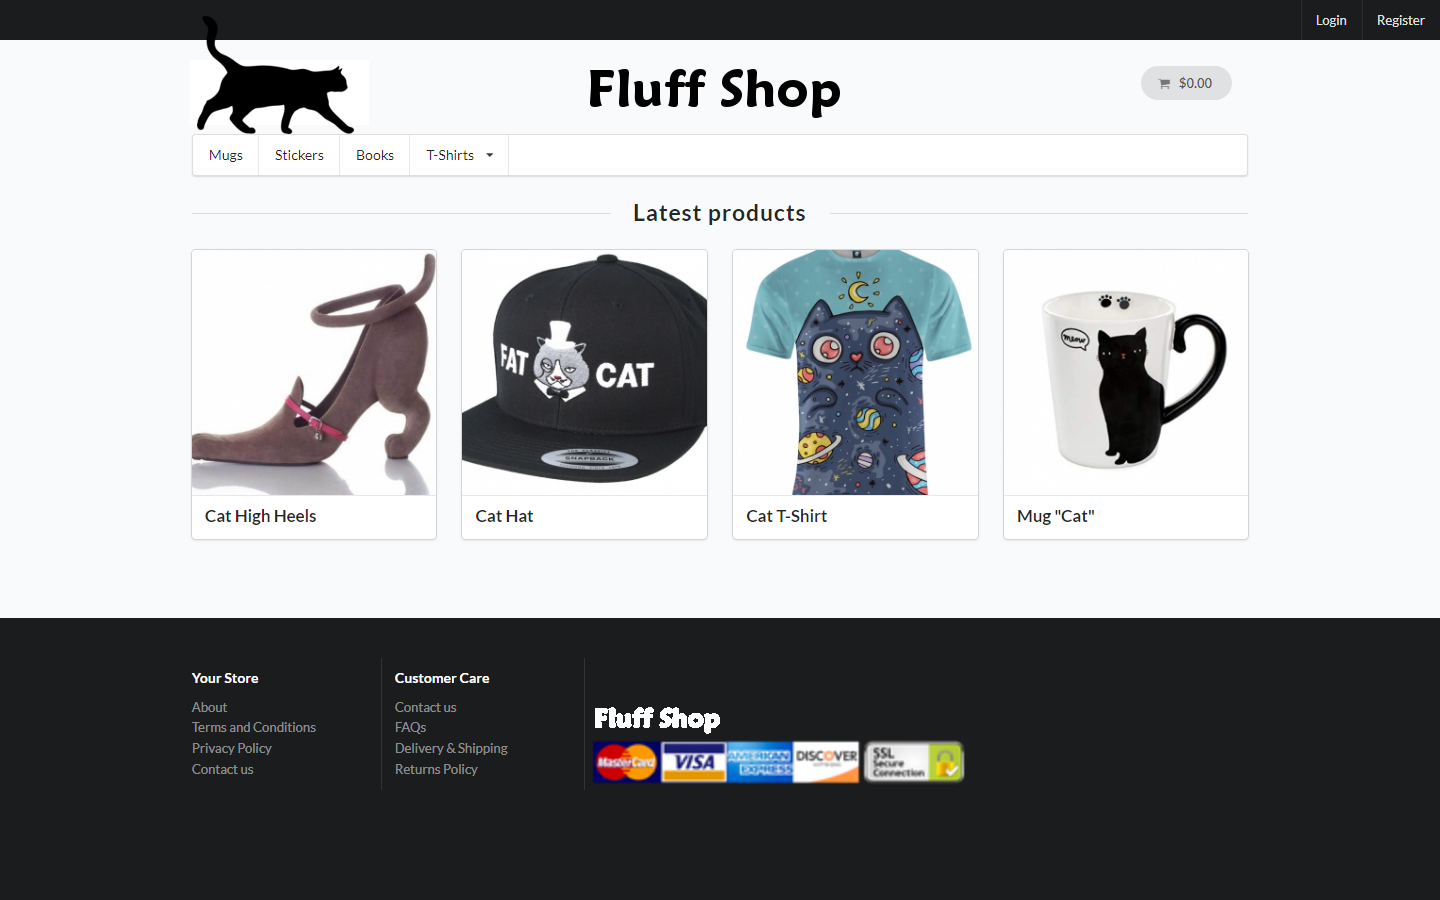 Login Register
Fluff Shop
$0.00
Mugs Stickers Books T-Shirts
Latest products
FAT CAT
SNAPBACK
meow
Cat High Heels
Cat Hat
Cat T-Shirt
Mug "Cat"
Your Store
About
Terms and Conditions
Privacy Policy
Contact us
Customer Care
Contact us
FAQs
Delivery & Shipping
Returns Policy
Fluff Shop
MasterCard
VISA
AMERICAN
EXPRESS
DISCOVER
SSL
Secure
Connection